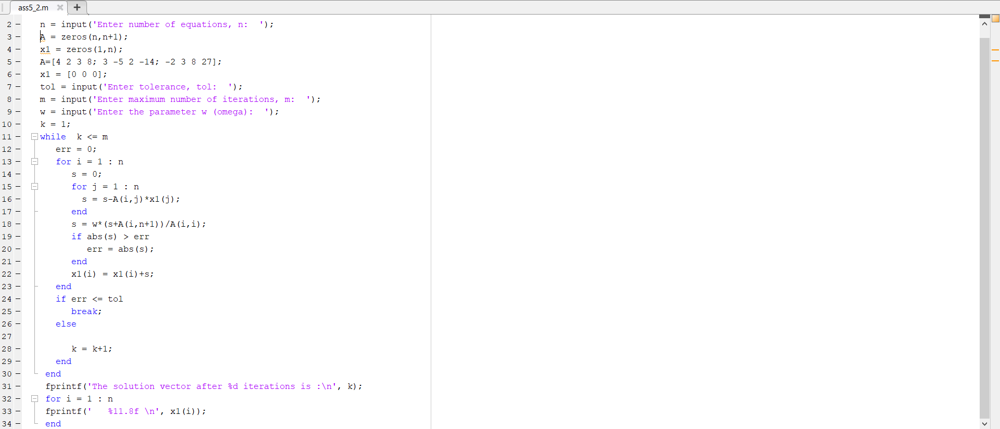 ass5_2.m
2 - n = input('Enter number of equations, n:  ');
3 - A = zeros(n,n+1);
4 - x1 = zeros(1,n);
5 - A=[4 2 3 8; 3 -5 2 -14; -2 3 8 27];
6 - x1 = [0 0 0];
7 - tol = input('Enter tolerance, tol:  ');
8 - m = input('Enter maximum number of iterations, m:  ');
9 - w = input('Enter the parameter w (omega):  ');
10 - k = 1;
11 - while  k <= m
12 -    err = 0;
13 -    for i = 1 : n
14 -       s = 0;
15 -       for j = 1 : n
16 -         s = s-A(i,j)*x1(j);
17 -       end
18 -       s = w*(s+A(i,n+1))/A(i,i);
19 -       if abs(s) > err
20 -          err = abs(s);
21 -       end
22 -       x1(i) = x1(i)+s;
23 -    end
24 -    if err <= tol
25 -       break;
26 -    else
27
28 -       k = k+1;
29 -    end
30 -  end
31 -  fprintf('The solution vector after %d iterations is :\n', k);
32 -  for i = 1 : n
33 -  fprintf('   %11.8f \n', x1(i));
34 -  end